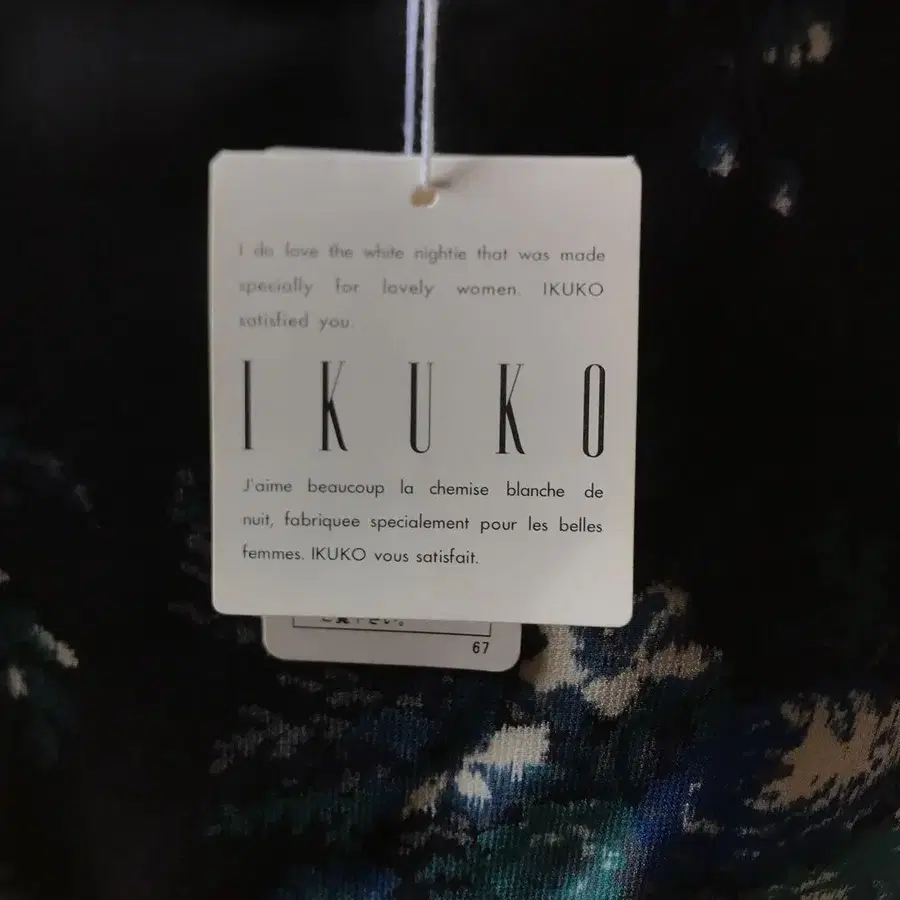 I do love the white nightie that was made
specially for lovely women. IKUKO
satisfied you.
IKUKO
J'aime beaucoup la chemise blanche de
nuit, fabriquee specialement pour les belles
femmes. IKUKO vous satisfait.
67